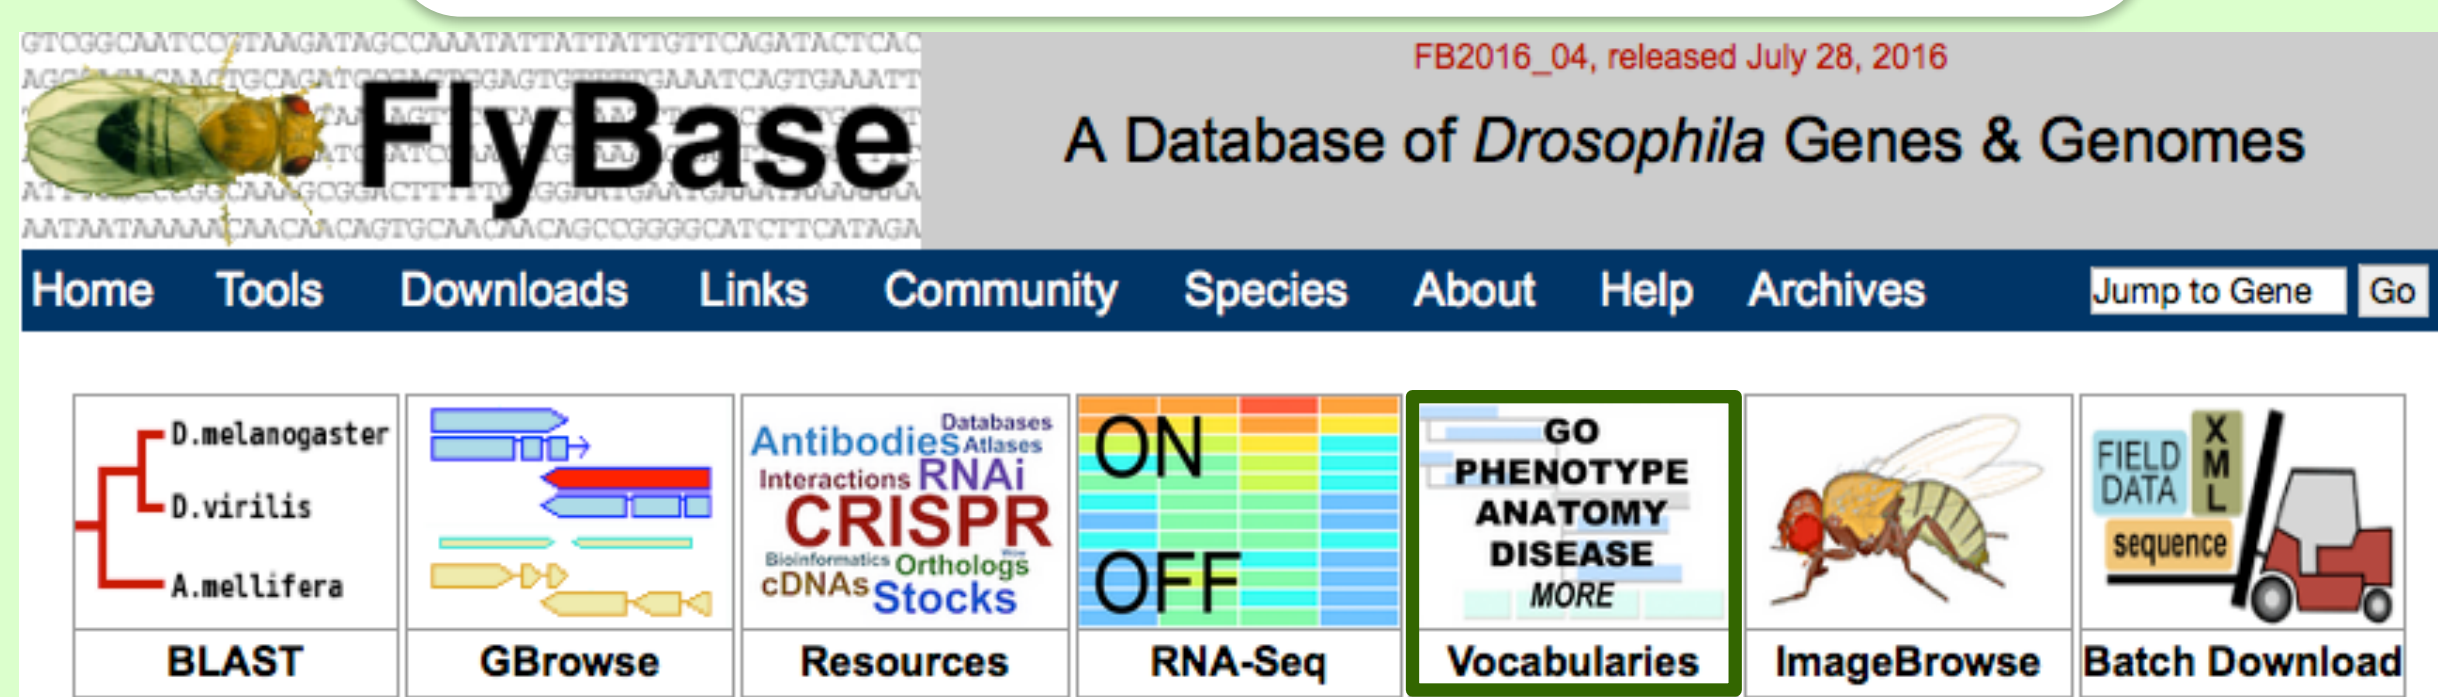 FlyBase
FB2016_04, released July 28, 2016
A Database of Drosophila Genes & Genomes
Home Tools Downloads Links Community Species About Help Archives Jump to Gene Go
D.melanogaster
D.virilis
A.mellifera
BLAST
GBrowse
Databases
Antibodies Atlases
Interactions RNAi
CRISPR
Bioinformatics Orthologs
cDNAs Stocks
Resources
ON
OFF
RNA-Seq
GO
PHENOTYPE
ANATOMY
DISEASE
MORE
Vocabularies
ImageBrowse
FIELD
DATA
XML
sequence
Batch Download